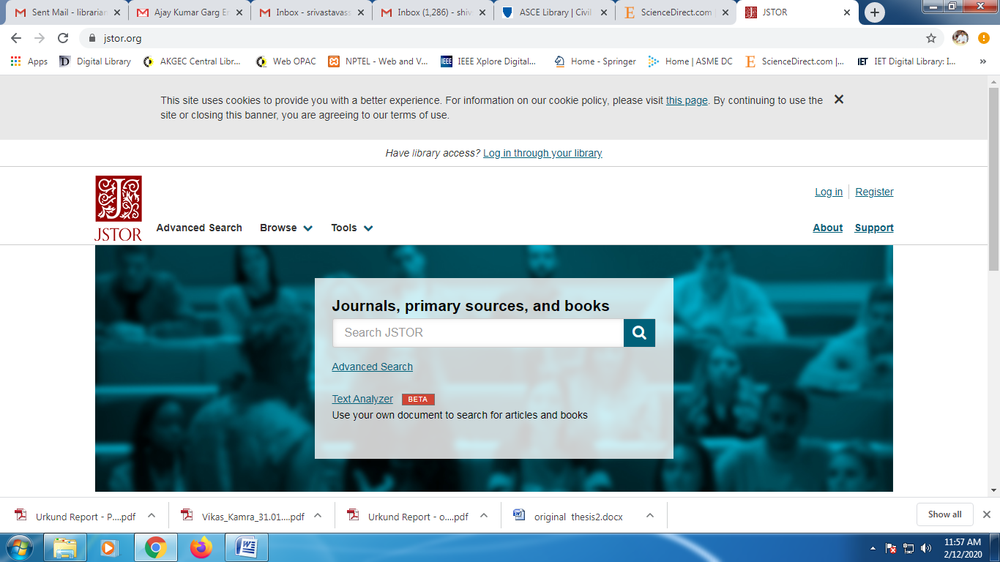 Sent Mail - librarian
Ajay Kumar Garg En
Inbox - srivastavass
Inbox (1,286) - shiv
ASCE Library | Civil
ScienceDirect.com |
JSTOR
jstor.org
Apps
Digital Library
AKGEC Central Libr...
Web OPAC
NPTEL - Web and V...
IEEE Xplore Digital...
Home - Springer
Home | ASME DC
ScienceDirect.com |...
IET Digital Library: I...
This site uses cookies to provide you with a better experience. For information on our cookie policy, please visit this page. By continuing to use the
site or closing this banner, you are agreeing to our terms of use.
Have library access? Log in through your library
Log in Register
JSTOR
Advanced Search Browse Tools
About Support
Journals, primary sources, and books
Search JSTOR
Advanced Search
Text Analyzer BETA
Use your own document to search for articles and books
Urkund Report - P....pdf
Vikas_Kamra_31.01....pdf
Urkund Report - o....pdf
original thesis2.docx
Show all
11:57 AM
2/12/2020